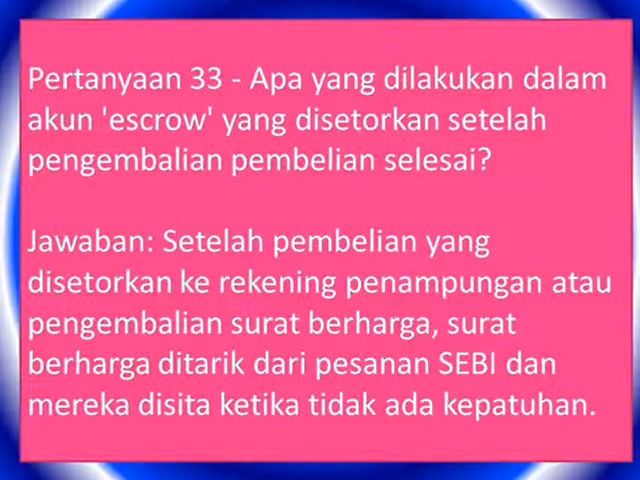 Pertanyaan 33 - Apa yang dilakukan dalam
akun 'escrow' yang disetorkan setelah
pengembalian pembelian selesai?
Jawaban: Setelah pembelian yang
disetorkan ke rekening penampungan atau
pengembalian surat berharga, surat
berharga ditarik dari pesanan SEBI dan
mereka disita ketika tidak ada kepatuhan.